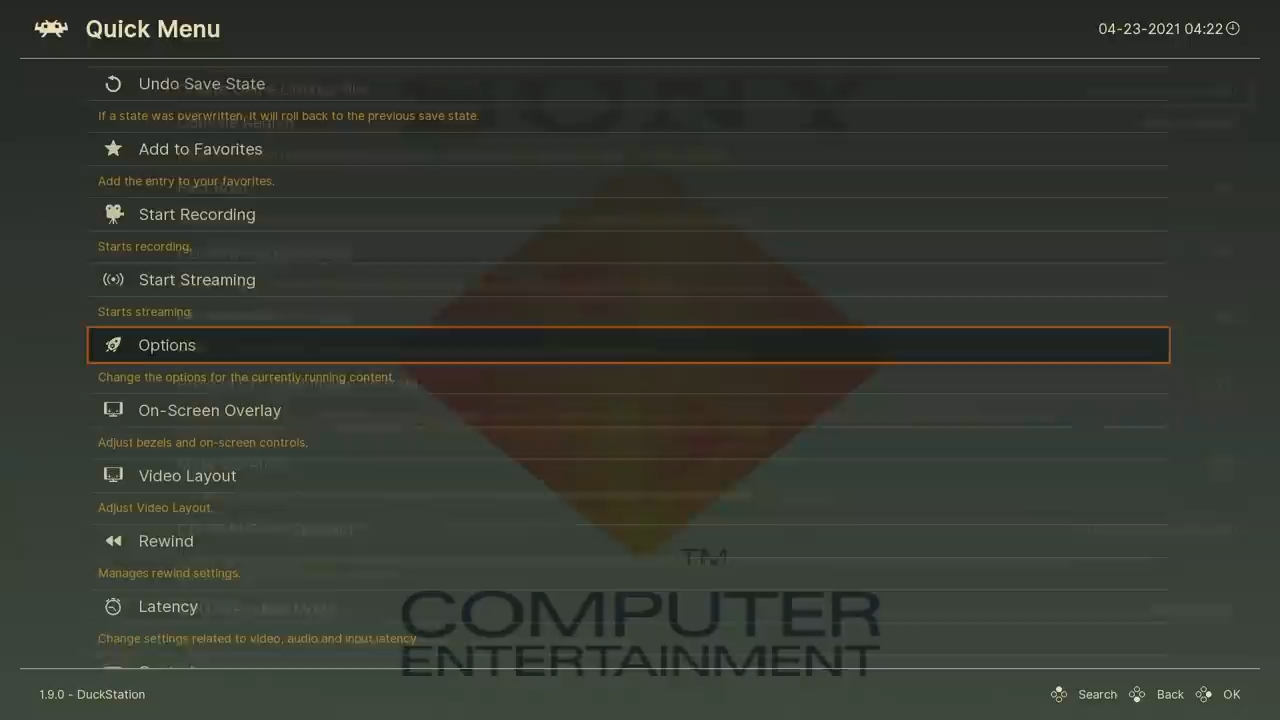 Quick Menu
04-23-2021 04:22
Undo Save State
If a state was overwritten, it will roll back to the previous save state.
Add to Favorites
Add the entry to your favorites.
Start Recording
Starts recording.
Start Streaming
Starts streaming.
Options
Change the options for the currently running content.
On-Screen Overlay
Adjust bezels and on-screen controls.
Video Layout
Adjust Video Layout.
Rewind
Manages rewind settings.
Latency
Change settings related to video, audio and input latency
SONY
TM
COMPUTER
ENTERTAINMENT
1.9.0 - DuckStation
Search
Back
OK